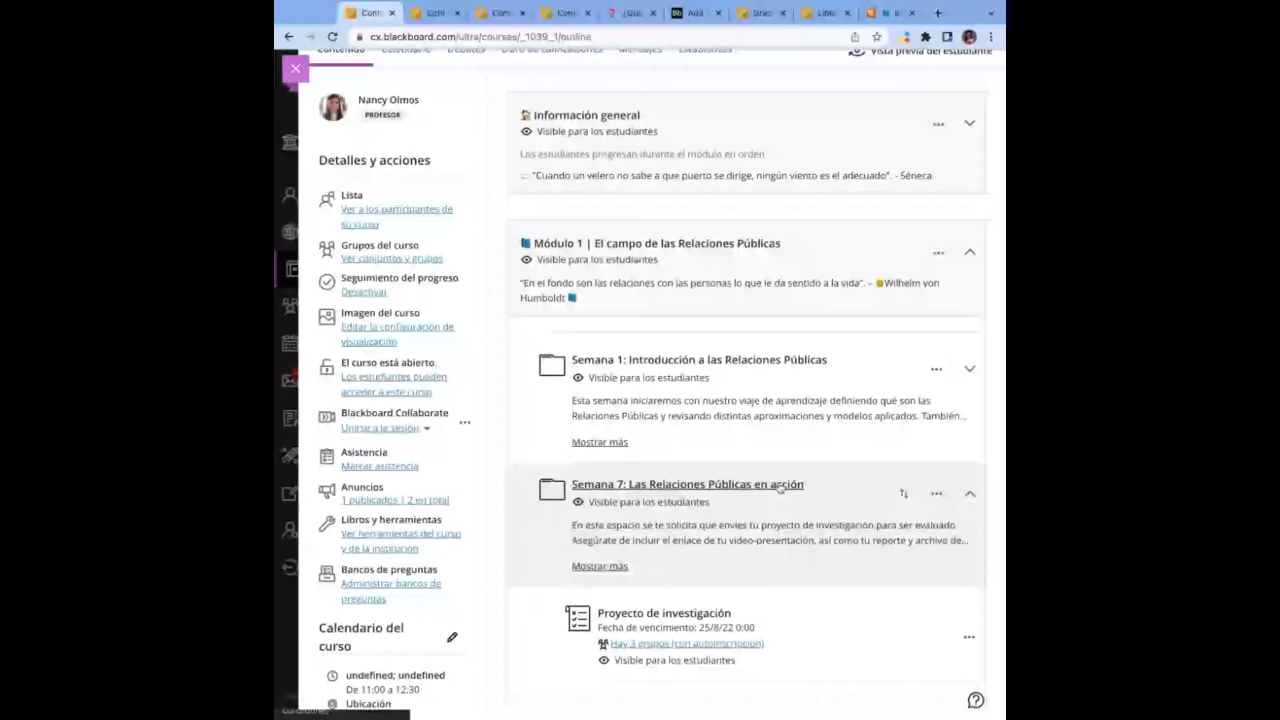 cx.blackboard.com/ultra/courses/_1039_1/outline
Contenido Calendario Debates Libro de calificaciones Mensajes Estadísticas
Vista previa del estudiante
Nancy Olmos
PROFESOR
Detalles y acciones
Lista
Ver a los participantes de
su curso
Grupos del curso
Ver conjuntos y grupos
Seguimiento del progreso
Desactivar
Imagen del curso
Editar la configuración de
visualización
El curso está abierto.
Los estudiantes pueden
acceder a este curso
Blackboard Collaborate
Unirse a la sesión
Asistencia
Marcar asistencia
Anuncios
1 publicados | 2 en total
Libros y herramientas
Ver herramientas del curso
y de la institución
Bancos de preguntas
Administrar bancos de
preguntas
Calendario del
curso
undefined; undefined
De 11:00 a 12:30
Ubicación
Información general
Visible para los estudiantes
Los estudiantes progresan durante el módulo en orden
"Cuando un velero no sabe a que puerto se dirige, ningún viento es el adecuado". - Séneca
Módulo 1 | El campo de las Relaciones Públicas
Visible para los estudiantes
"En el fondo son las relaciones con las personas lo que le da sentido a la vida". - Wilhelm von
Humboldt
Semana 1: Introducción a las Relaciones Públicas
Visible para los estudiantes
Esta semana iniciaremos con nuestro viaje de aprendizaje definiendo qué son las
Relaciones Públicas y revisando distintas aproximaciones y modelos aplicados. También...
Mostrar más
Semana 7: Las Relaciones Públicas en acción
Visible para los estudiantes
En este espacio se te solicita que envíes tu proyecto de investigación para ser evaluado.
Asegúrate de incluir el enlace de tu video-presentación, así como tu reporte y archivo de...
Mostrar más
Proyecto de investigación
Fecha de vencimiento: 25/8/22 0:00
Hay 3 grupos (con autoinscripción)
Visible para los estudiantes